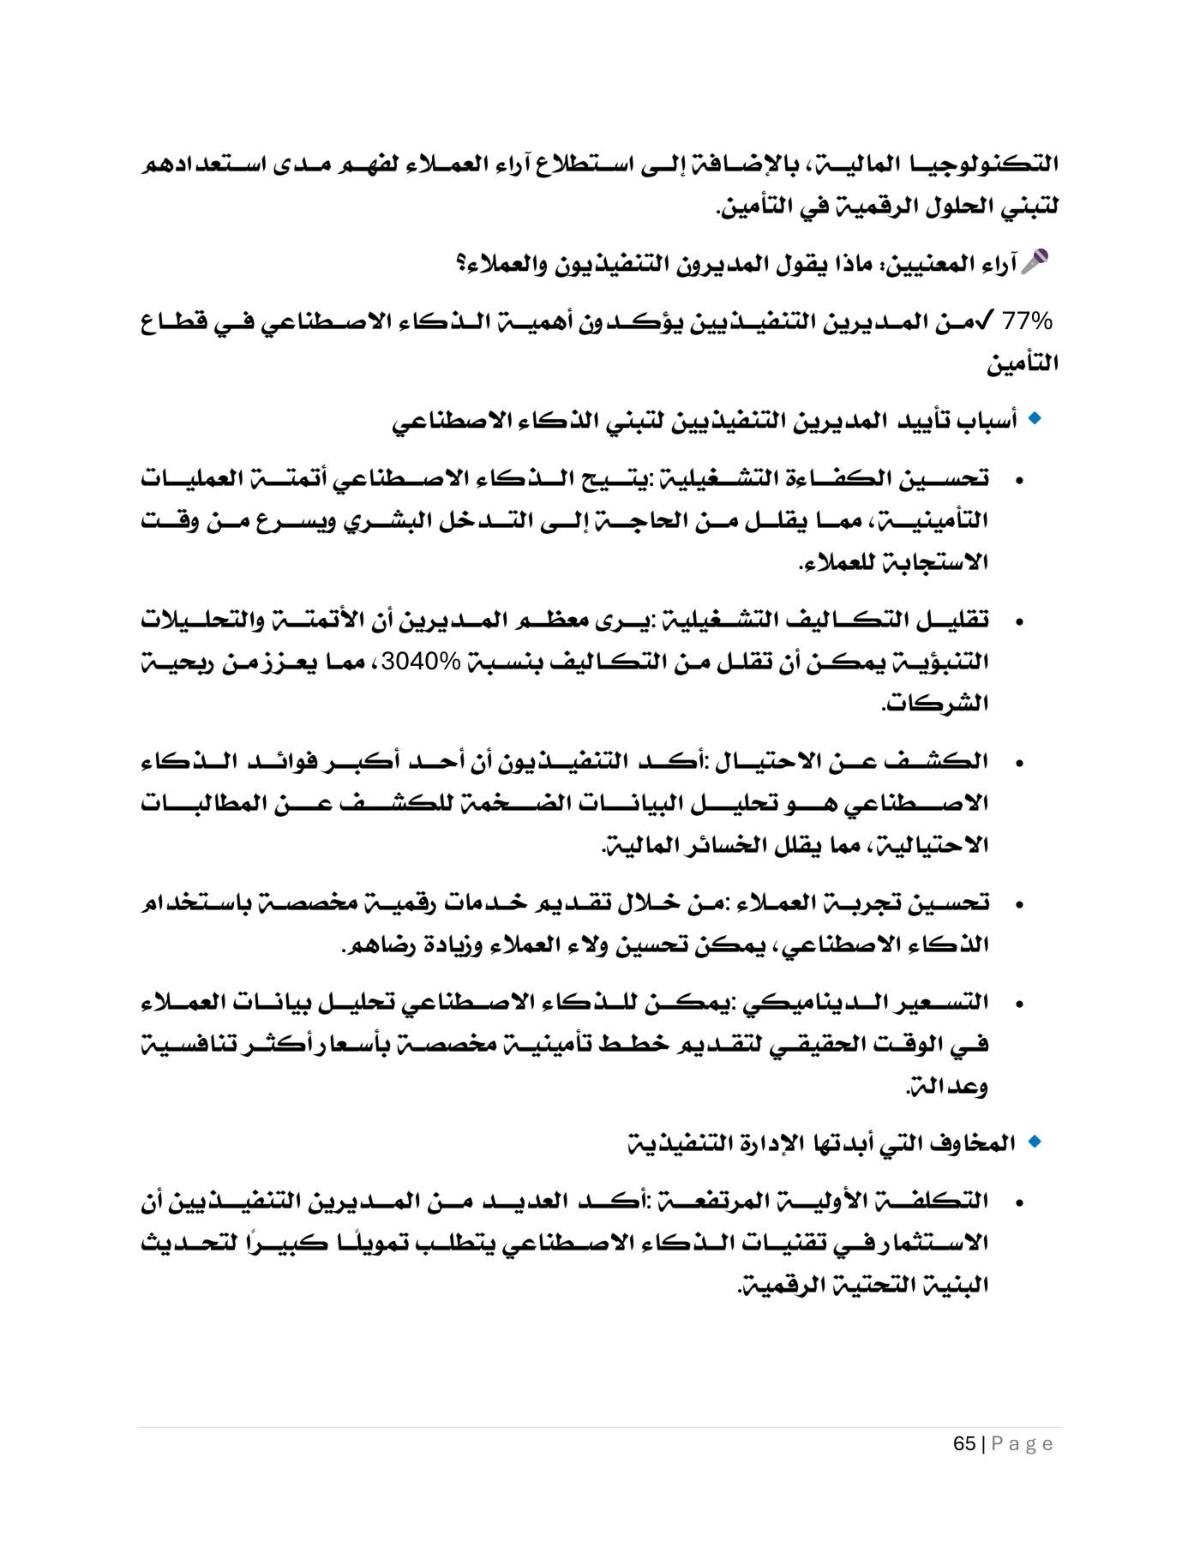 التكنولوجيا المالية، بالإضافة إلى استطلاع آراء العملاء لفهم مدى استعدادهم
لتبني الحلول الرقمية في التأمين.
🎤آراء المعنيين: ماذا يقول المديرون التنفيذيون والعملاء؟
77% ✔من المديرين التنفيذيين يؤكدون أهمية الذكاء الاصطناعي في قطاع
التأمين
🔹 أسباب تأييد المديرين التنفيذيين لتبني الذكاء الاصطناعي
• تحسين الكفاءة التشغيلية :يتيح الذكاء الاصطناعي أتمتة العمليات
التأمينية، مما يقلل من الحاجة إلى التدخل البشري ويسرع من وقت
الاستجابة للعملاء.
• تقليل التكاليف التشغيلية :يرى معظم المديرين أن الأتمتة والتحليلات
التنبؤية يمكن أن تقلل من التكاليف بنسبة 3040%، مما يعزز من ربحية
الشركات.
• الكشف عن الاحتيال :أكد التنفيذيون أن أحد أكبر فوائد الذكاء
الاصطناعي هو تحليل البيانات الضخمة للكشف عن المطالبات
الاحتيالية، مما يقلل الخسائر المالية.
• تحسين تجربة العملاء :من خلال تقديم خدمات رقمية مخصصة باستخدام
الذكاء الاصطناعي، يمكن تحسين ولاء العملاء وزيادة رضاهم.
• التسعير الديناميكي :يمكن للذكاء الاصطناعي تحليل بيانات العملاء
في الوقت الحقيقي لتقديم خطط تأمينية مخصصة بأسعار أكثر تنافسية
وعدالة.
🔹 المخاوف التي أبدتها الإدارة التنفيذية
• التكلفة الأولية المرتفعة :أكد العديد من المديرين التنفيذيين أن
الاستثمار في تقنيات الذكاء الاصطناعي يتطلب تمويلًا كبيرًا لتحديث
البنية التحتية الرقمية.
65 | Page